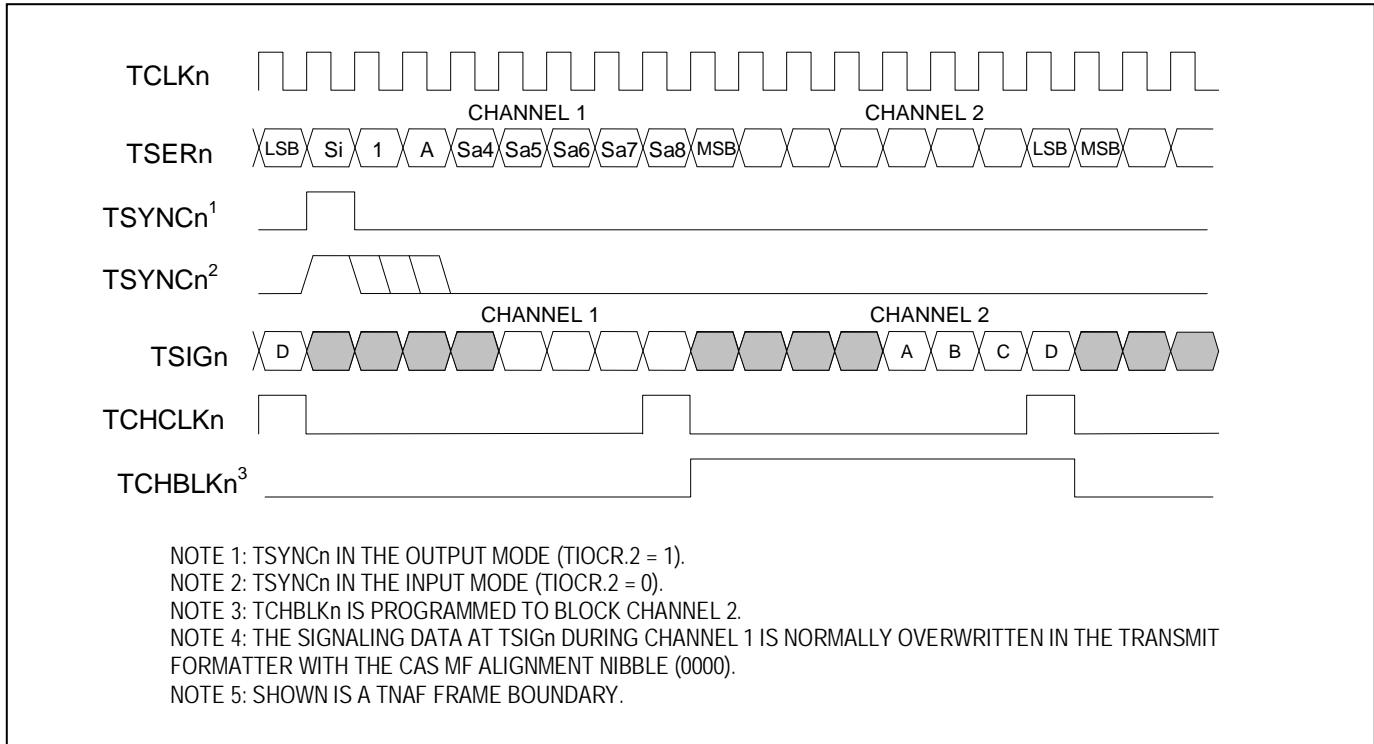 TCLKn
CHANNEL 1 CHANNEL 2
TSERn LSB Si 1 A Sa4 Sa5 Sa6 Sa7 Sa8 MSB LSB MSB
TSYNCn1
TSYNCn2
CHANNEL 1 CHANNEL 2
TSIGn D A B C D
TCHCLKn
TCHBLKn3
NOTE 1: TSYNCn IN THE OUTPUT MODE (TIOCR.2 = 1).
NOTE 2: TSYNCn IN THE INPUT MODE (TIOCR.2 = 0).
NOTE 3: TCHBLKn IS PROGRAMMED TO BLOCK CHANNEL 2.
NOTE 4: THE SIGNALING DATA AT TSIGn DURING CHANNEL 1 IS NORMALLY OVERWRITTEN IN THE TRANSMIT
FORMATTER WITH THE CAS MF ALIGNMENT NIBBLE (0000).
NOTE 5: SHOWN IS A TNAF FRAME BOUNDARY.